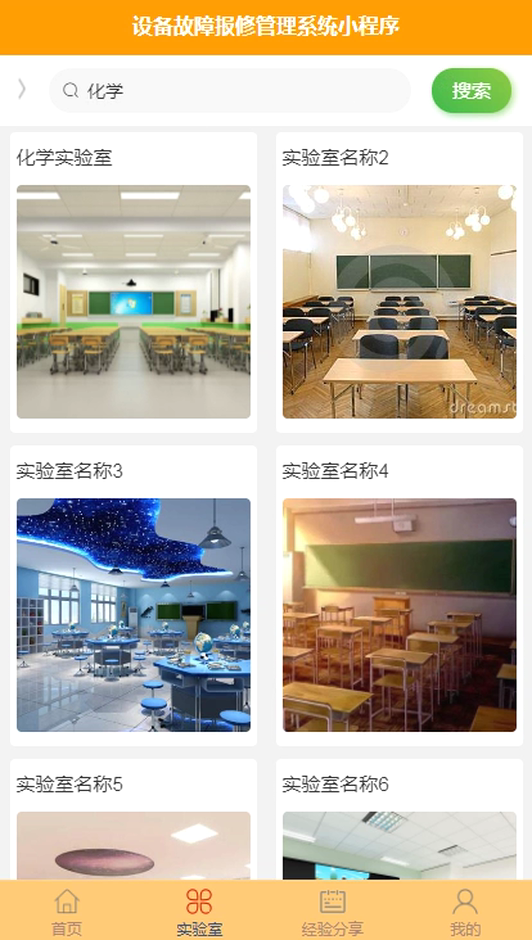 设备故障报修管理系统小程序
化学
搜索
化学实验室
实验室名称2
dreamst
实验室名称3
实验室名称4
实验室名称5
实验室名称6
首页
实验室
经验分享
我的